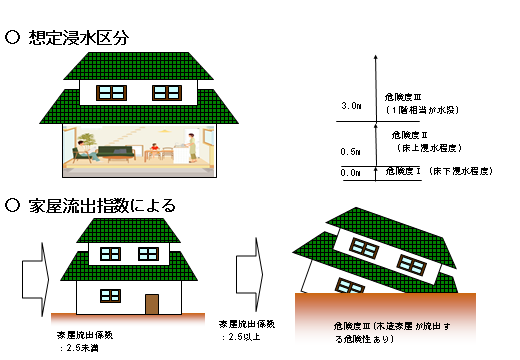 ○ 想定浸水区分
3.0m
危険度Ⅲ
（１階相当が水没）
危険度Ⅱ
（床上浸水程度）
0.5m
0.0m
危険度Ⅰ（床下浸水程度）
○ 家屋流出指数による
家屋流出係数
：2.5未満
家屋流出係数
：2.5以上
危険度Ⅲ（木造家屋が流出す
る危険性あり）